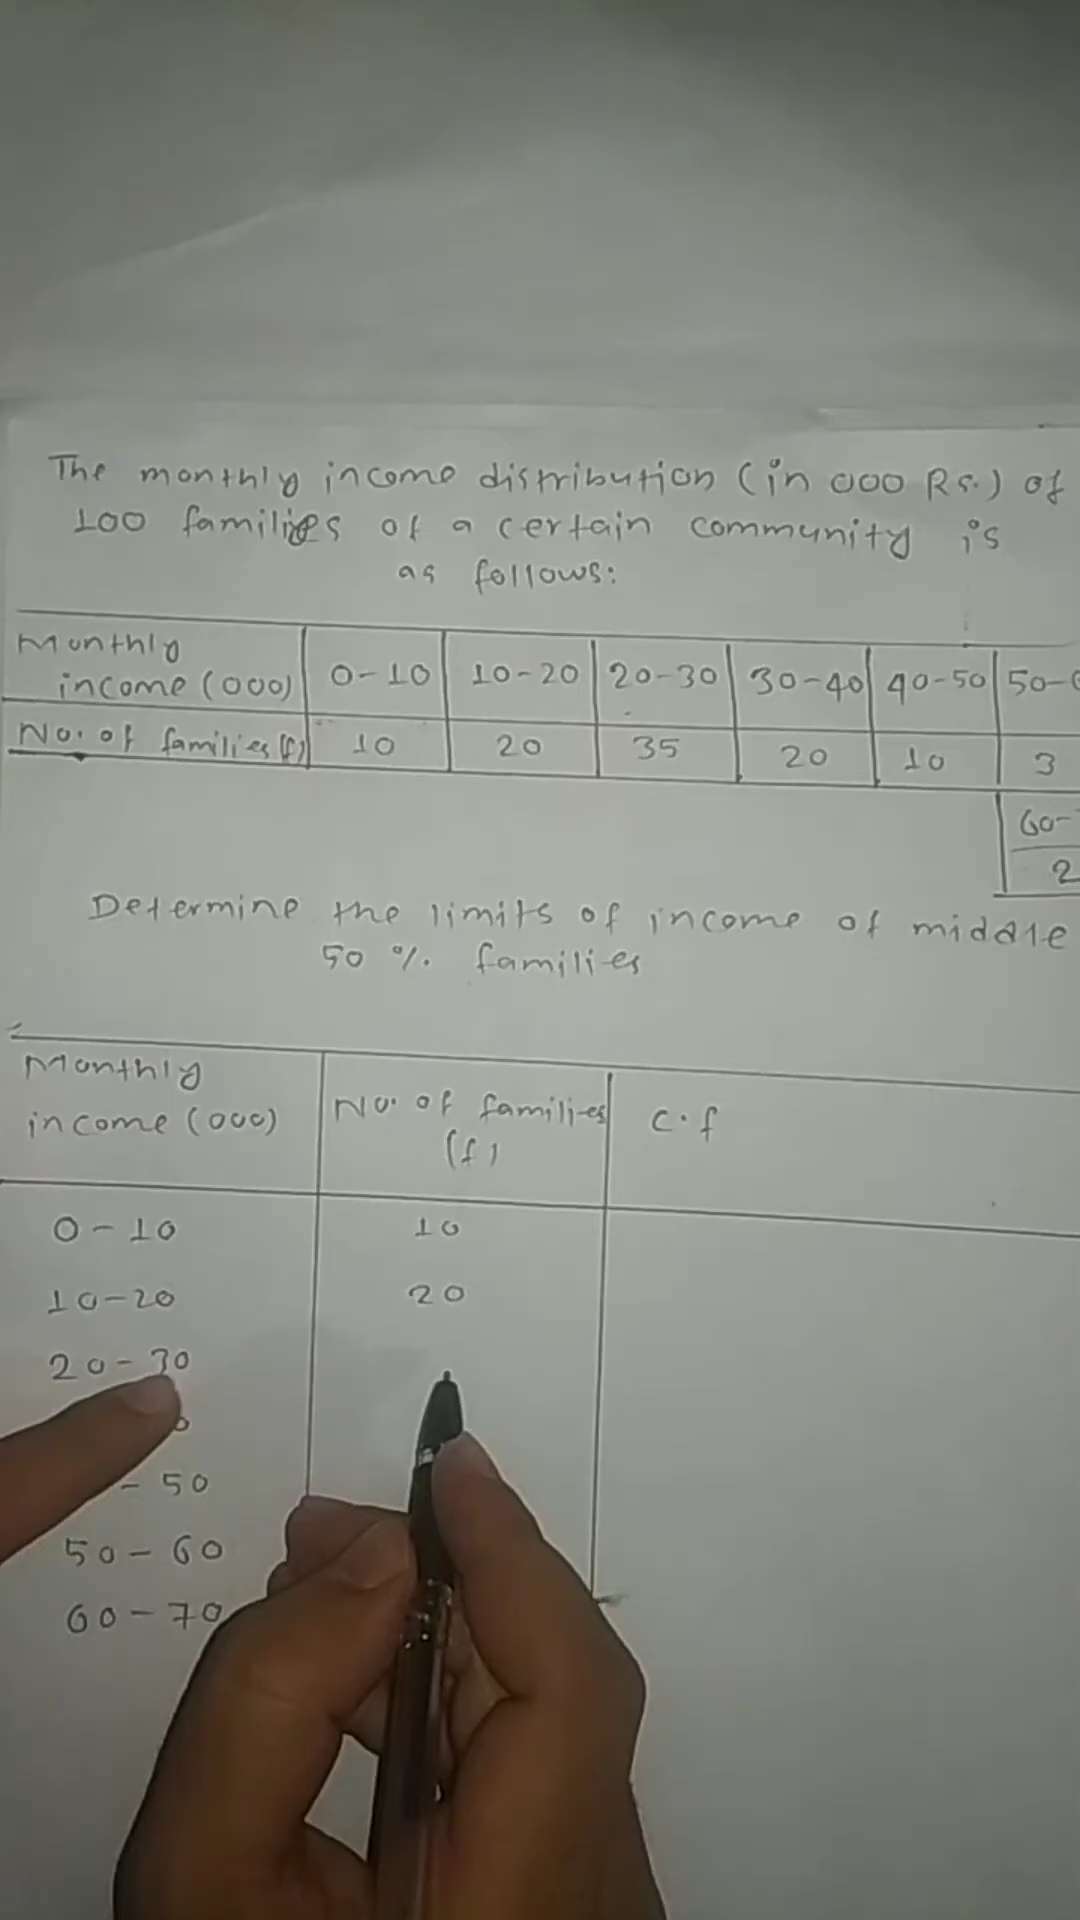 The monthly income distribution (in 000 Rs.) of
100 families of a certain community is
as follows:
Monthly
income (000) 0-10 10-20 20-30 30-40 40-50 50-
No. of families (f) 10 20 35 20 10 3
60-
2
Determine the limits of income of middle
50 % families
Monthly
income (000) No. of families (f) c.f
0-10 10
10-20 20
20-30
0
- 50
50-60
60-70